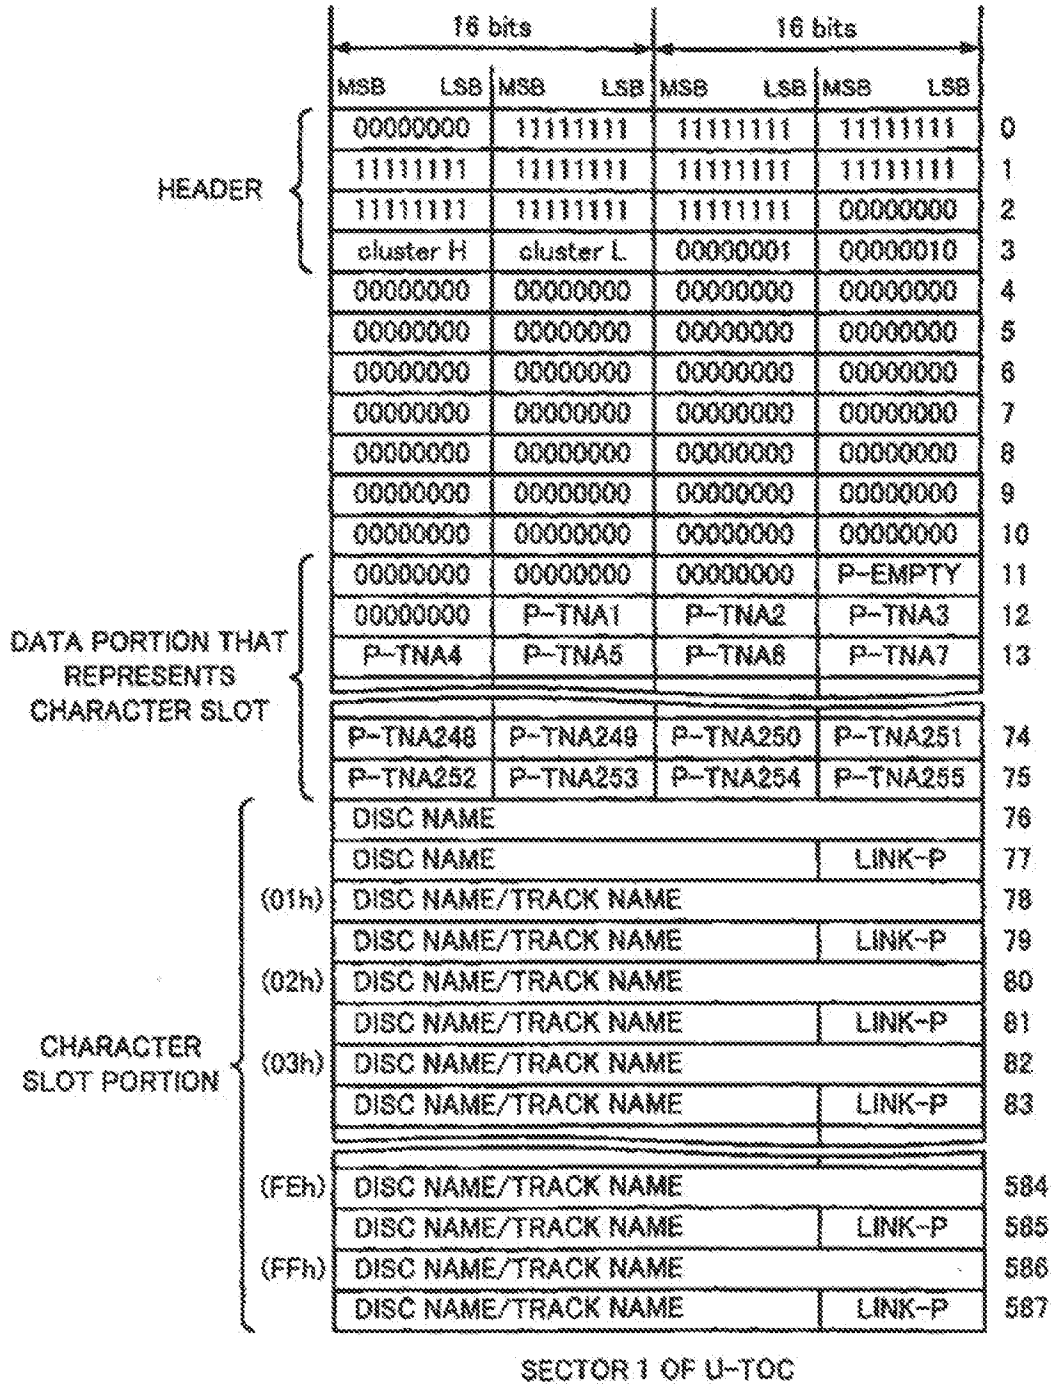 16 bits 16 bits
MSB LSB MSB LSB MSB LSB MSB LSB
00000000 11111111 11111111 11111111 0
11111111 11111111 11111111 11111111 1
HEADER
11111111 11111111 11111111 00000000 2
cluster H cluster L 00000001 00000010 3
00000000 00000000 00000000 00000000 4
00000000 00000000 00000000 00000000 5
00000000 00000000 00000000 00000000 6
00000000 00000000 00000000 00000000 7
00000000 00000000 00000000 00000000 8
00000000 00000000 00000000 00000000 9
00000000 00000000 00000000 00000000 10
00000000 00000000 00000000 P-EMPTY 11
00000000 P-TNA1 P-TNA2 P-TNA3 12
P-TNA4 P-TNA5 P-TNA6 P-TNA7 13
DATA PORTION THAT
REPRESENTS
CHARACTER SLOT
P-TNA248 P-TNA249 P-TNA250 P-TNA251 74
P-TNA252 P-TNA253 P-TNA254 P-TNA255 75
DISC NAME 76
DISC NAME LINK-P 77
(01h) DISC NAME/TRACK NAME 78
DISC NAME/TRACK NAME LINK-P 79
(02h) DISC NAME/TRACK NAME 80
DISC NAME/TRACK NAME LINK-P 81
CHARACTER
SLOT PORTION
(03h) DISC NAME/TRACK NAME 82
DISC NAME/TRACK NAME LINK-P 83
(FEh) DISC NAME/TRACK NAME 584
DISC NAME/TRACK NAME LINK-P 585
(FFh) DISC NAME/TRACK NAME 586
DISC NAME/TRACK NAME LINK-P 587
SECTOR 1 OF U-TOC